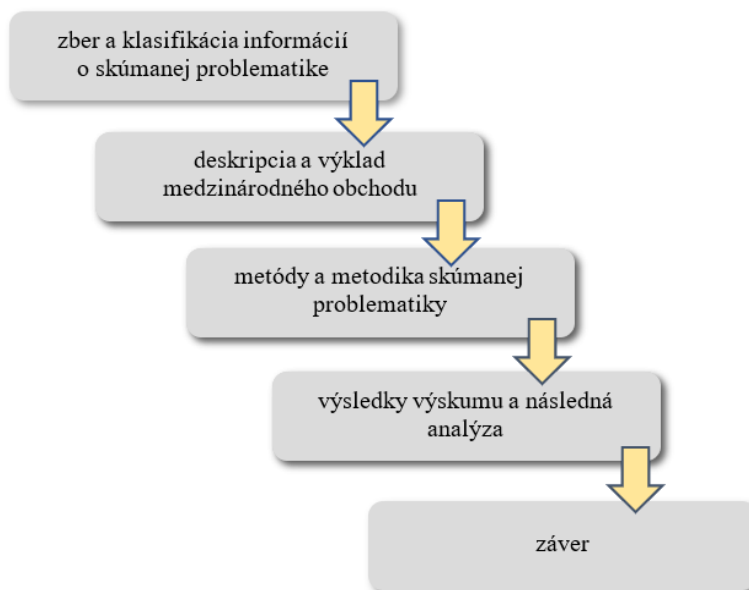 zber a klasifikácia informácií
o skúmanej problematike
deskripcia a výklad
medzinárodného obchodu
metódy a metodika skúmanej
problematiky
výsledky výskumu a následná
analýza
záver